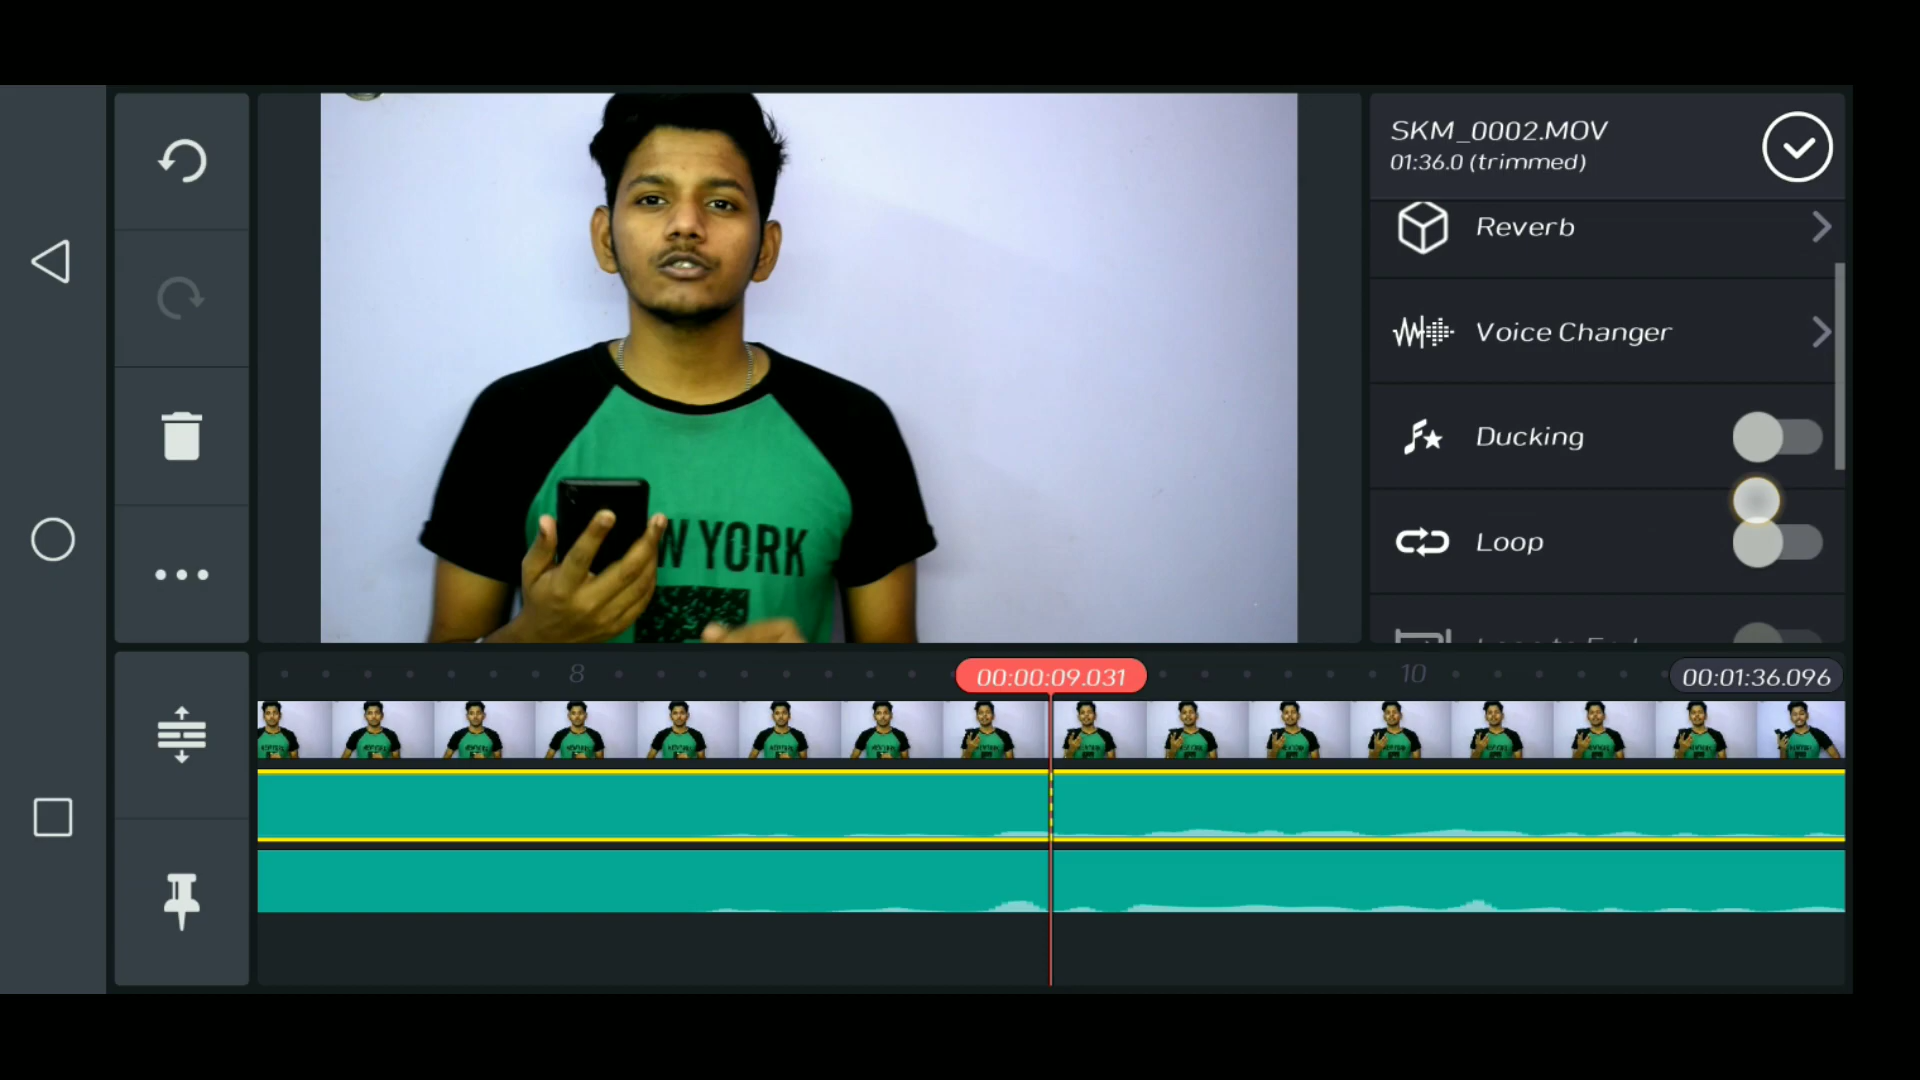 SKM_0002.MOV
01:36.0 (trimmed)
Reverb
Voice Changer
Ducking
Loop
W YORK
8
00:00:09.031
10
00:01:36.096